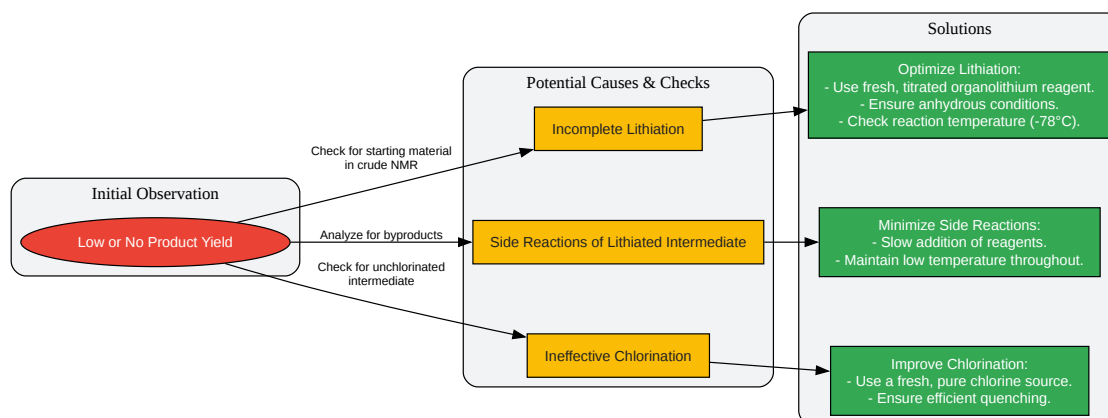 Initial Observation
Low or No Product Yield
Check for starting material
in crude NMR
Analyze for byproducts
Check for unchlorinated
intermediate
Potential Causes & Checks
Incomplete Lithiation
Side Reactions of Lithiated Intermediate
Ineffective Chlorination
Solutions
Optimize Lithiation:
- Use fresh, titrated organolithium reagent.
- Ensure anhydrous conditions.
- Check reaction temperature (-78°C).
Minimize Side Reactions:
- Slow addition of reagents.
- Maintain low temperature throughout.
Improve Chlorination:
- Use a fresh, pure chlorine source.
- Ensure efficient quenching.